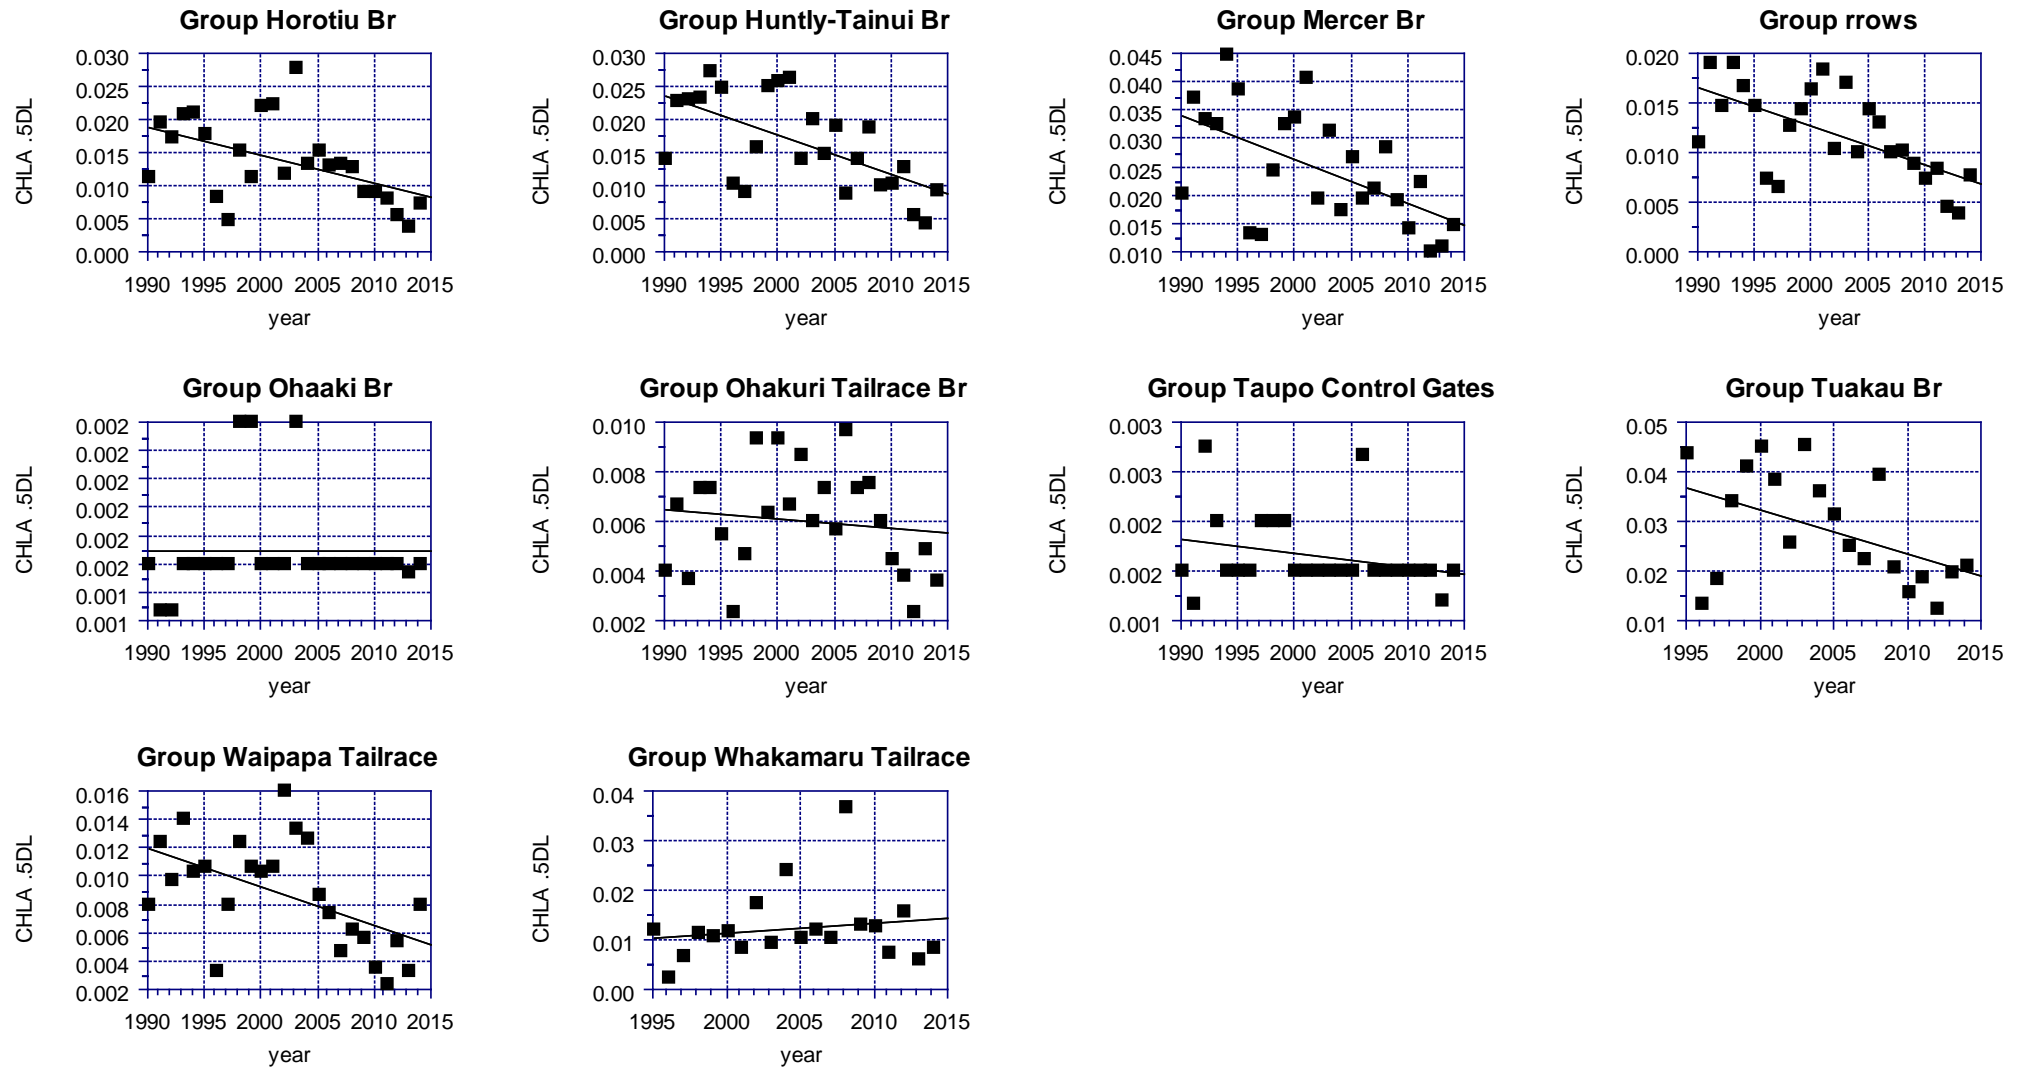 Group Horotiu Br
0.030
0.025
0.020
0.015
0.010
0.005
0.000
CHLA .5DL
1990 1995 2000 2005 2010 2015
year
Group Huntly-Tainui Br
0.030
0.025
0.020
0.015
0.010
0.005
0.000
CHLA .5DL
1990 1995 2000 2005 2010 2015
year
Group Mercer Br
0.045
0.040
0.035
0.030
0.025
0.020
0.015
0.010
CHLA .5DL
1990 1995 2000 2005 2010 2015
year
Group rrows
0.020
0.015
0.010
0.005
0.000
CHLA .5DL
1990 1995 2000 2005 2010 2015
year
Group Ohaaki Br
0.002
0.002
0.002
0.002
0.002
0.002
0.001
0.001
CHLA .5DL
1990 1995 2000 2005 2010 2015
year
Group Ohakuri Tailrace Br
0.010
0.008
0.006
0.004
0.002
CHLA .5DL
1990 1995 2000 2005 2010 2015
year
Group Taupo Control Gates
0.003
0.003
0.002
0.002
0.001
CHLA .5DL
1990 1995 2000 2005 2010 2015
year
Group Tuakau Br
0.05
0.04
0.03
0.02
0.01
CHLA .5DL
1995 2000 2005 2010 2015
year
Group Waipapa Tailrace
0.016
0.014
0.012
0.010
0.008
0.006
0.004
0.002
CHLA .5DL
1990 1995 2000 2005 2010 2015
year
Group Whakamaru Tailrace
0.04
0.03
0.02
0.01
0.00
CHLA .5DL
1995 2000 2005 2010 2015
year